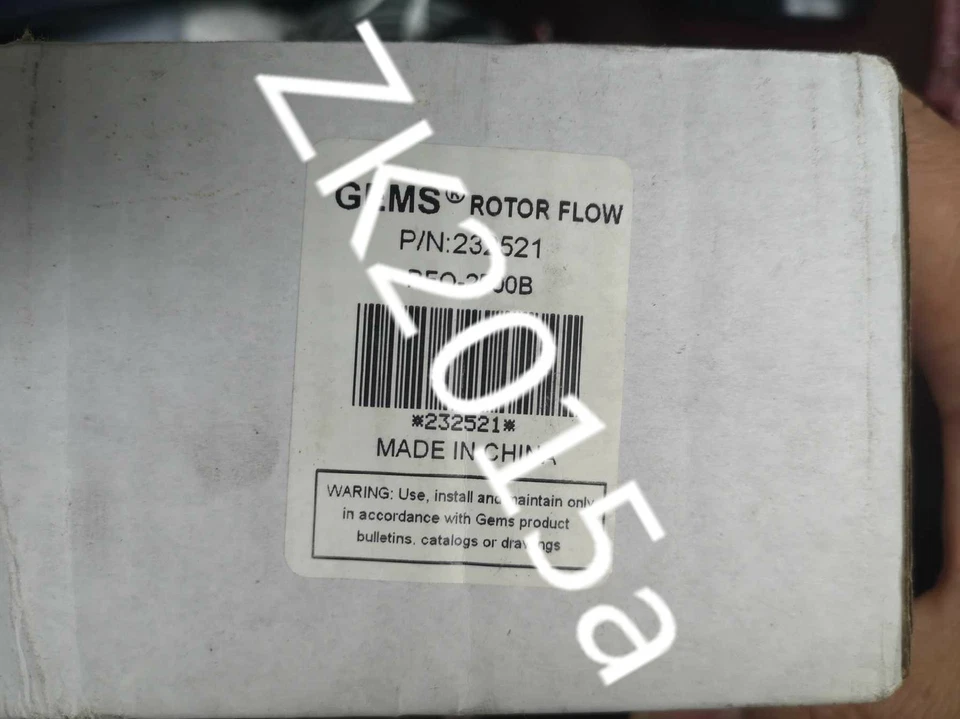 GEMS® ROTOR FLOW
P/N:232521
*232521*
MADE IN CHINA
WARING: Use, install and maintain only
in accordance with Gems product
bulletins, catalogs or drawings
ZK2015a